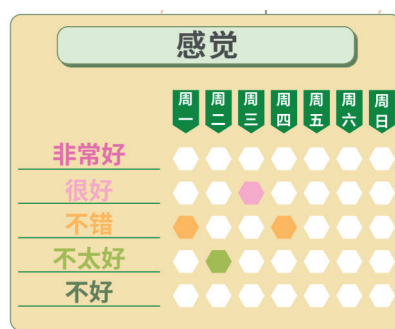 感觉
周一 周二 周三 周四 周五 周六 周日
非常好
很好
不错
不太好
不好